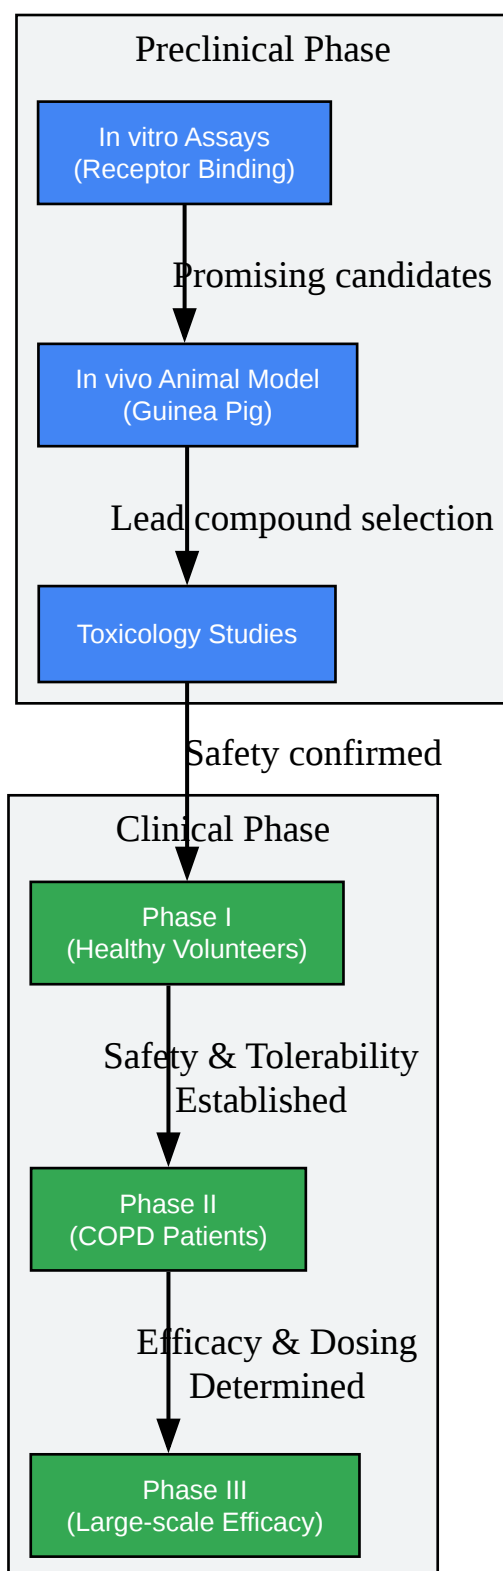 Preclinical Phase
In vitro Assays
(Receptor Binding)
Promising candidates
In vivo Animal Model
(Guinea Pig)
Lead compound selection
Toxicology Studies
Safety confirmed
Clinical Phase
Phase I
(Healthy Volunteers)
Safety & Tolerability
Established
Phase II
(COPD Patients)
Efficacy & Dosing
Determined
Phase III
(Large-scale Efficacy)